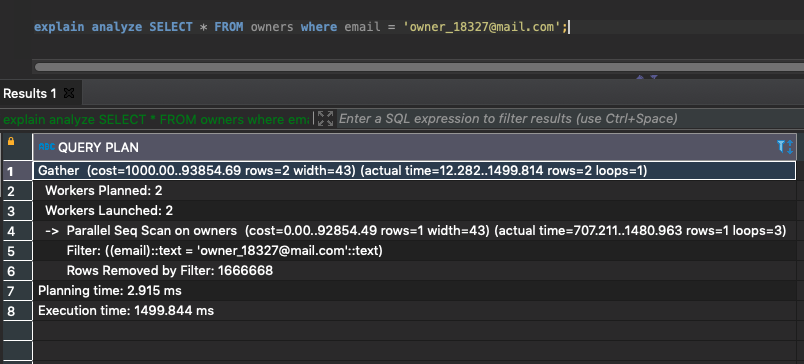 explain analyze SELECT * FROM owners where email = 'owner_18327@mail.com';
Results 1
explain analyze SELECT * FROM owners where ema
Enter a SQL expression to filter results (use Ctrl+Space)
ABC QUERY PLAN
1 Gather (cost=1000.00..93854.69 rows=2 width=43) (actual time=12.282..1499.814 rows=2 loops=1)
2 Workers Planned: 2
3 Workers Launched: 2
4 -> Parallel Seq Scan on owners (cost=0.00..92854.49 rows=1 width=43) (actual time=707.211..1480.963 rows=1 loops=3)
5 Filter: ((email)::text = 'owner_18327@mail.com'::text)
6 Rows Removed by Filter: 1666668
7 Planning time: 2.915 ms
8 Execution time: 1499.844 ms